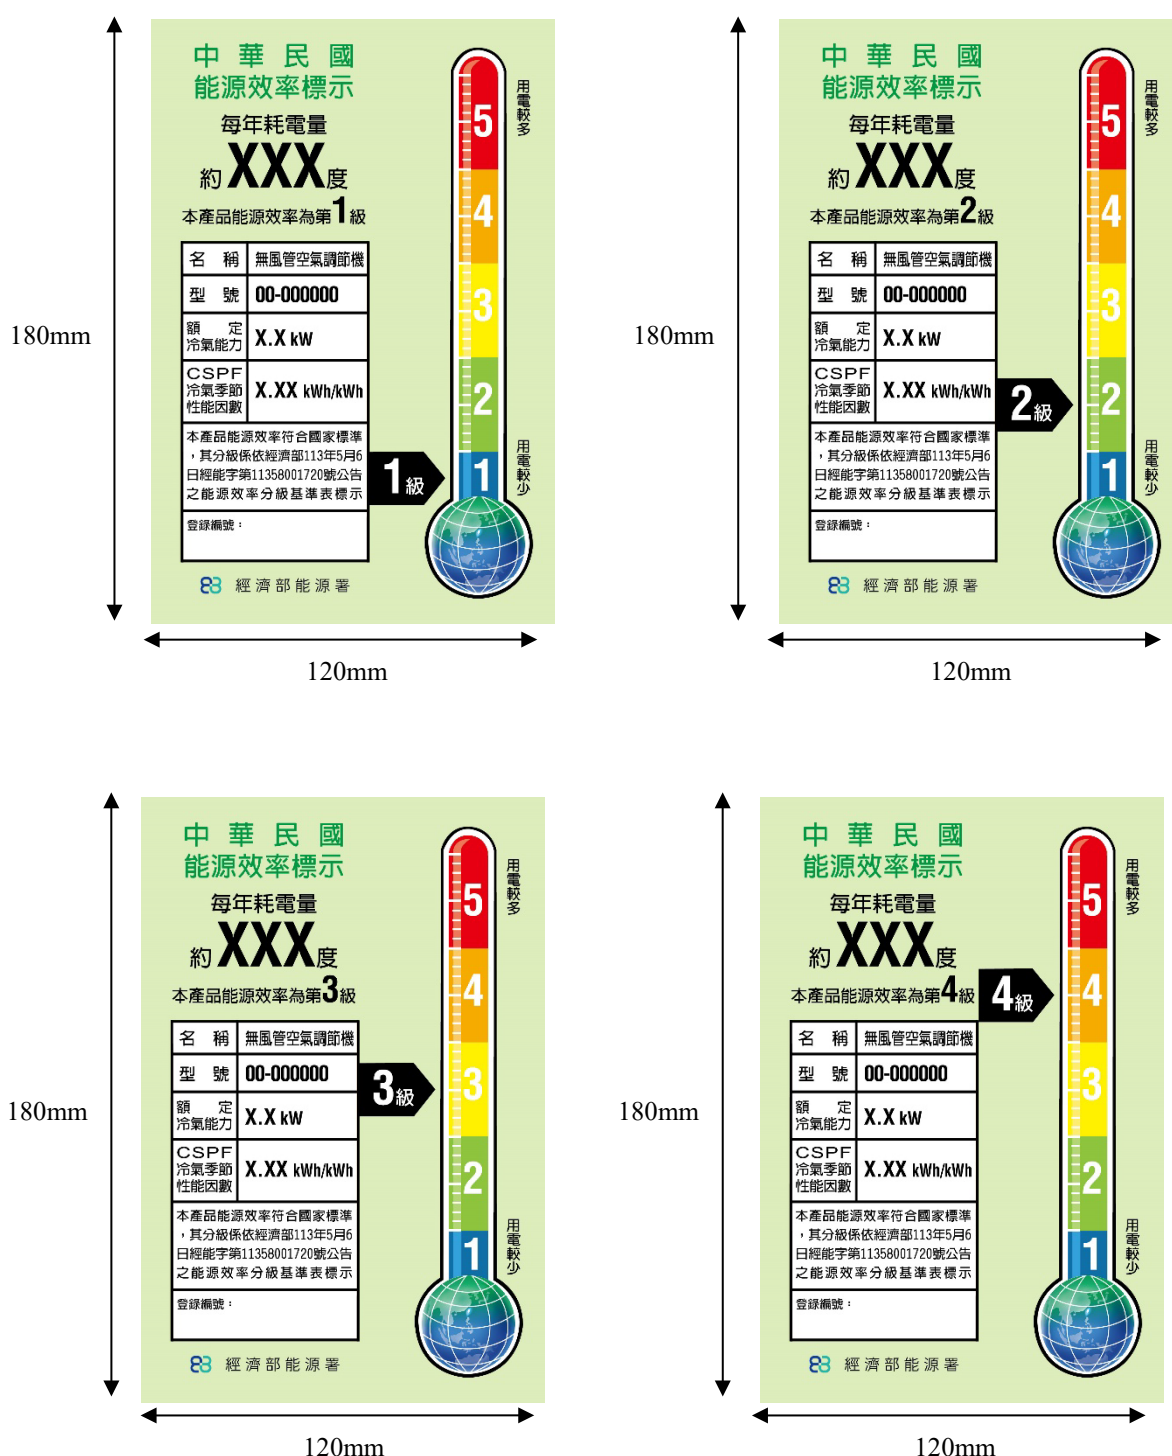 中華民國
能源效率標示
每年耗電量
約XXX度
本產品能源效率為第1級
名稱 無風管空氣調節機
型號 00-000000
額定
冷氣能力 X.X kW
CSPF
冷氣季節
性能因數 X.XX kWh/kWh
本產品能源效率符合國家標準
，其分級係依經濟部113年5月6
日經能字第11358001720號公告
之能源效率分級基準表標示
登錄編號：
經濟部能源署
1級
用電較多
5
4
3
2
1
用電較少
180mm
120mm
中華民國
能源效率標示
每年耗電量
約XXX度
本產品能源效率為第2級
名稱 無風管空氣調節機
型號 00-000000
額定
冷氣能力 X.X kW
CSPF
冷氣季節
性能因數 X.XX kWh/kWh
本產品能源效率符合國家標準
，其分級係依經濟部113年5月6
日經能字第11358001720號公告
之能源效率分級基準表標示
登錄編號：
經濟部能源署
2級
用電較多
5
4
3
2
1
用電較少
180mm
120mm
中華民國
能源效率標示
每年耗電量
約XXX度
本產品能源效率為第3級
名稱 無風管空氣調節機
型號 00-000000
額定
冷氣能力 X.X kW
CSPF
冷氣季節
性能因數 X.XX kWh/kWh
本產品能源效率符合國家標準
，其分級係依經濟部113年5月6
日經能字第11358001720號公告
之能源效率分級基準表標示
登錄編號：
經濟部能源署
3級
用電較多
5
4
3
2
1
用電較少
180mm
120mm
中華民國
能源效率標示
每年耗電量
約XXX度
本產品能源效率為第4級
名稱 無風管空氣調節機
型號 00-000000
額定
冷氣能力 X.X kW
CSPF
冷氣季節
性能因數 X.XX kWh/kWh
本產品能源效率符合國家標準
，其分級係依經濟部113年5月6
日經能字第11358001720號公告
之能源效率分級基準表標示
登錄編號：
經濟部能源署
4級
用電較多
5
4
3
2
1
用電較少
180mm
120mm